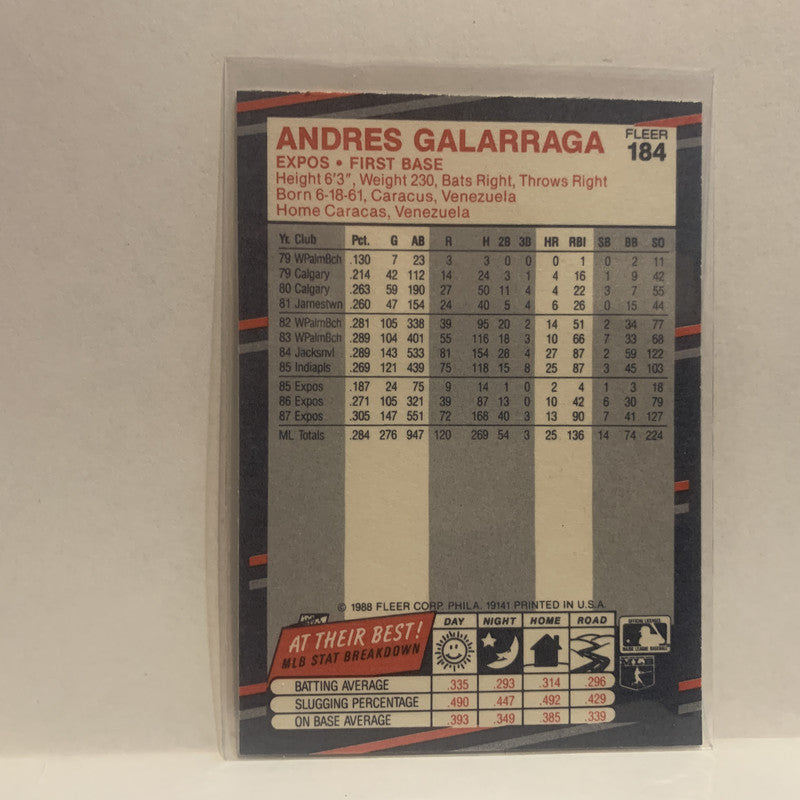 ANDRES GALARRAGA
FLEER
184
EXPOS • FIRST BASE
Height 6'3", Weight 230, Bats Right, Throws Right
Born 6-18-61, Caracus, Venezuela
Home Caracas, Venezuela
Yr. Club Pct. G AB R H 2B 3B HR RBI SB BB SO
79 WPalmBch .130 7 23 3 3 0 0 0 1 0 2 11
79 Calgary .214 42 112 14 24 3 1 4 16 1 9 42
80 Calgary .263 59 190 27 50 11 4 4 22 3 7 55
81 Jamestwn .260 47 154 24 40 5 4 6 26 0 15 44
82 WPalmBch .281 105 338 39 95 20 2 14 51 2 34 77
83 WPalmBch .289 104 401 55 116 18 3 10 66 7 33 68
84 Jacksnvl .289 143 533 81 154 28 4 27 87 2 59 122
85 Indiapls .269 121 439 75 118 15 8 25 87 3 45 103
85 Expos .187 24 75 9 14 1 0 2 4 1 3 18
86 Expos .271 105 321 39 87 13 0 10 42 6 30 79
87 Expos .305 147 551 72 168 40 3 13 90 7 41 127
ML Totals .284 276 947 120 269 54 3 25 136 14 74 224
© 1988 FLEER CORP. PHILA. 19141 PRINTED IN U.S.A.
AT THEIR BEST!
MLB STAT BREAKDOWN
DAY NIGHT HOME ROAD
BATTING AVERAGE .335 .293 .314 .296
SLUGGING PERCENTAGE .490 .447 .492 .429
ON BASE AVERAGE .393 .349 .385 .339
OFFICIAL LICENSEE
MAJOR LEAGUE BASEBALL